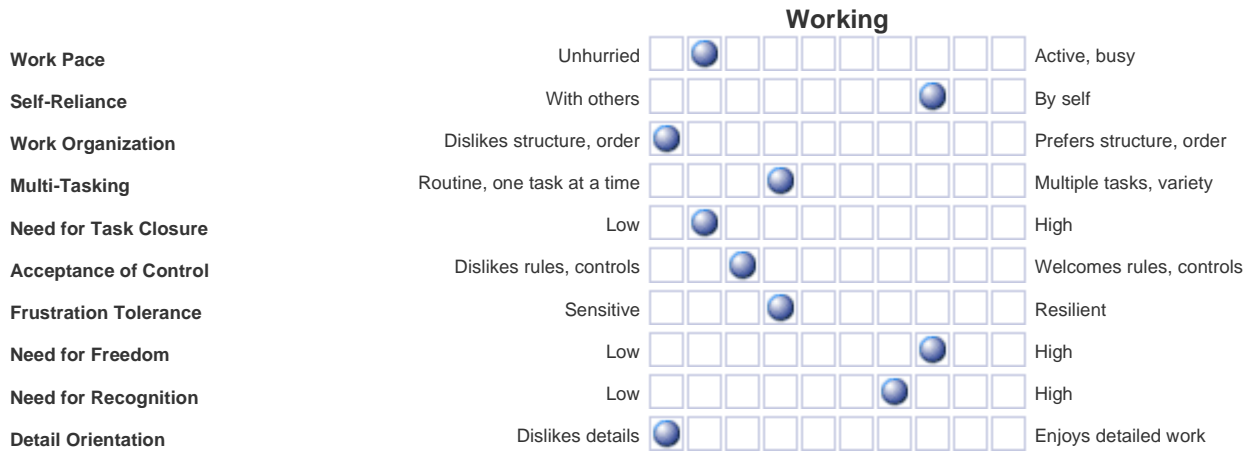 Working
Work Pace Unhurried Active, busy
Self-Reliance With others By self
Work Organization Dislikes structure, order Prefers structure, order
Multi-Tasking Routine, one task at a time Multiple tasks, variety
Need for Task Closure Low High
Acceptance of Control Dislikes rules, controls Welcomes rules, controls
Frustration Tolerance Sensitive Resilient
Need for Freedom Low High
Need for Recognition Low High
Detail Orientation Dislikes details Enjoys detailed work